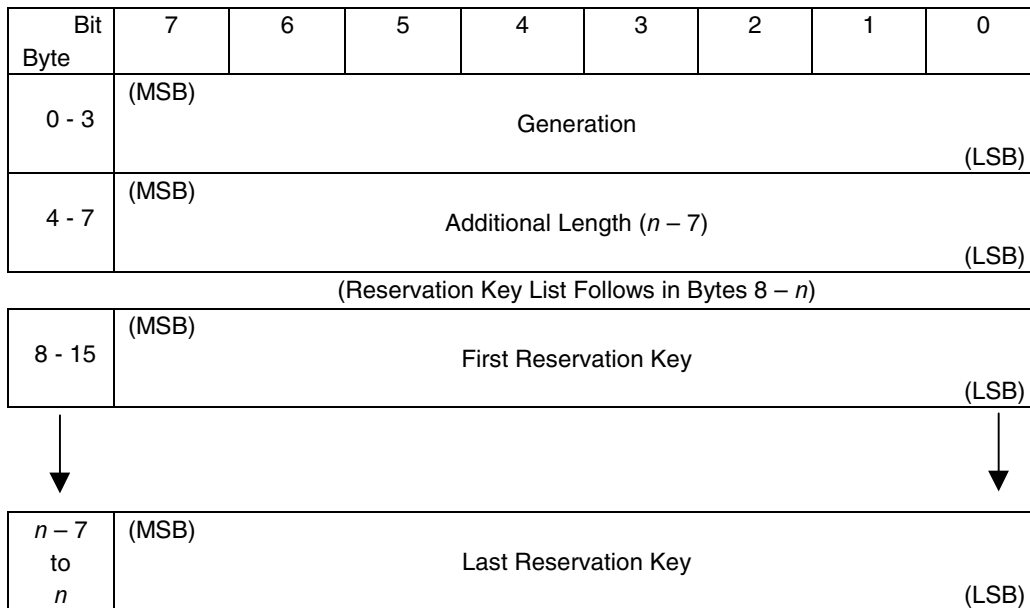 Bit 7 6 5 4 3 2 1 0
Byte
(MSB)
0 - 3 Generation
(LSB)
(MSB)
4 - 7 Additional Length (n – 7)
(LSB)
(Reservation Key List Follows in Bytes 8 – n)
(MSB)
8 - 15 First Reservation Key
(LSB)
n – 7 (MSB)
to Last Reservation Key
n (LSB)